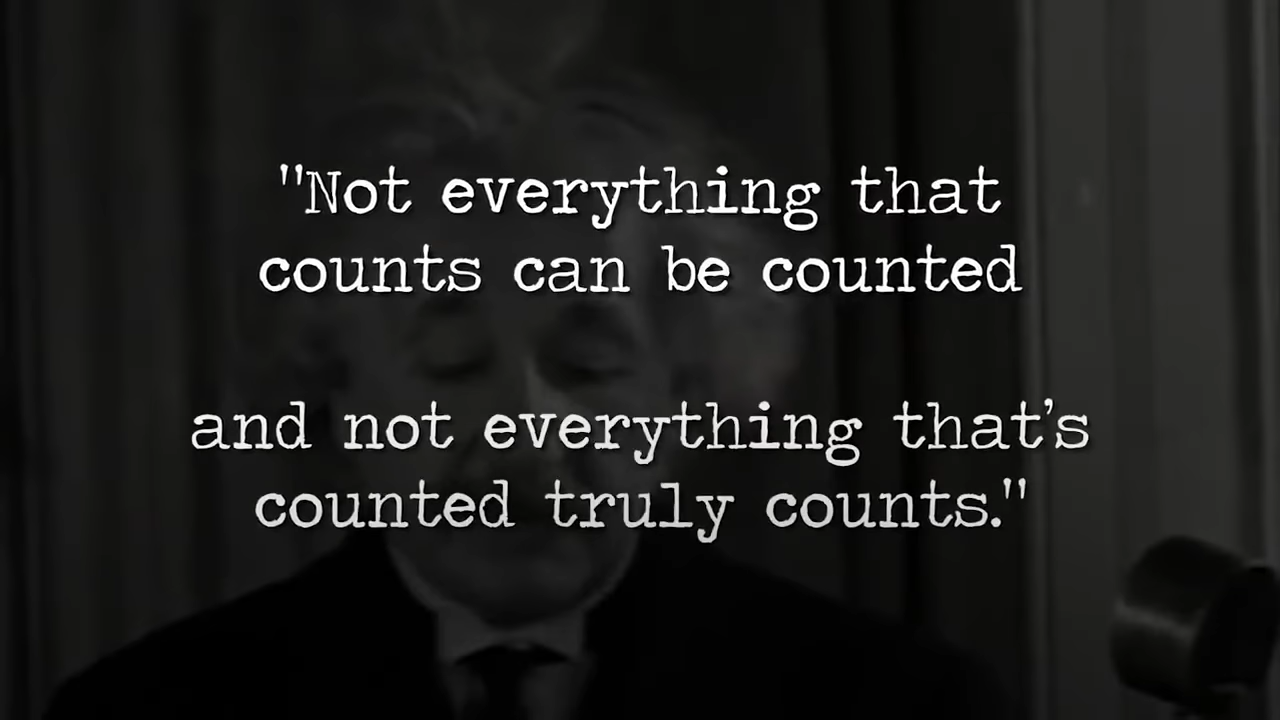 "Not everything that
counts can be counted
and not everything that's
counted truly counts."